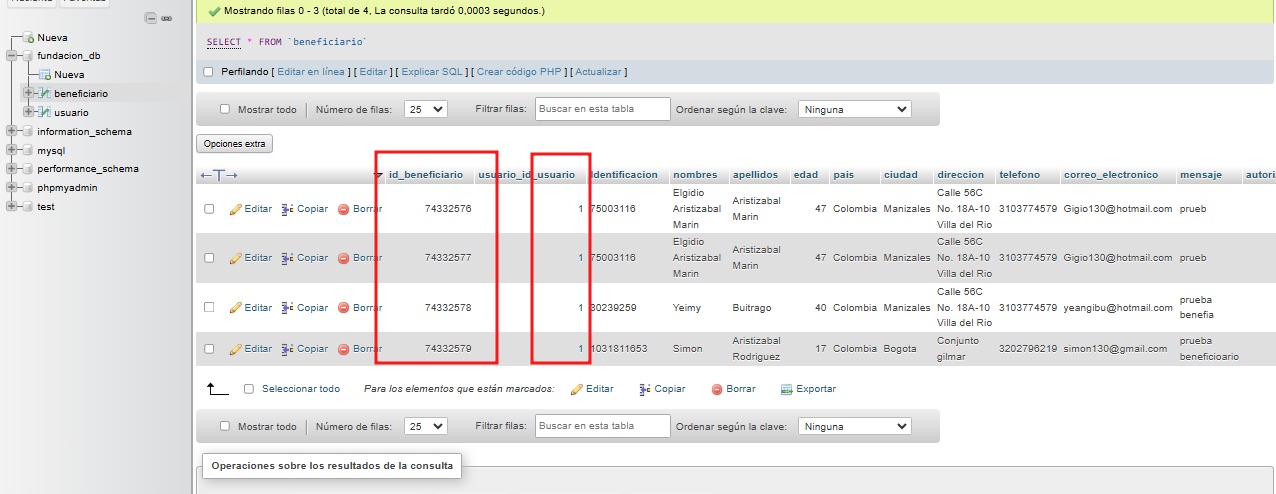 Nueva
fundacion_db
Nueva
beneficiario
usuario
information_schema
mysql
performance_schema
phpmyadmin
test
Mostrando filas 0 - 3 (total de 4, La consulta tardó 0,0003 segundos.)
SELECT * FROM `beneficiario`
Perfilando [ Editar en línea ] [ Editar ] [ Explicar SQL ] [ Crear código PHP ] [ Actualizar ]
Mostrar todo | Número de filas: 25 Filtrar filas: Buscar en esta tabla Ordenar según la clave: Ninguna
Opciones extra
←T→ id_beneficiario usuario_id_usuario Identificacion nombres apellidos edad pais ciudad direccion telefono correo_electronico mensaje autori
Editar Copiar Borrar 74332576 1 75003116 Elgidio Aristizabal Marin Aristizabal Marin 47 Colombia Manizales Calle 56C No. 18A-10 Villa del Rio 3103774579 Gigio130@hotmail.com prueb
Editar Copiar Borrar 74332577 1 75003116 Elgidio Aristizabal Marin Aristizabal Marin 47 Colombia Manizales Calle 56C No. 18A-10 Villa del Rio 3103774579 Gigio130@hotmail.com prueb
Editar Copiar Borrar 74332578 1 30239259 Yeimy Buitrago 40 Colombia Manizales Calle 56C No. 18A-10 Villa del Rio 3103774579 yeangibu@hotmail.com prueba benefia
Editar Copiar Borrar 74332579 1 1031811653 Simon Aristizabal Rodriguez 17 Colombia Bogota Conjunto gilmar 3202796219 simon130@gmail.com prueba beneficioario
Seleccionar todo Para los elementos que están marcados: Editar Copiar Borrar Exportar
Mostrar todo | Número de filas: 25 Filtrar filas: Buscar en esta tabla Ordenar según la clave: Ninguna
Operaciones sobre los resultados de la consulta